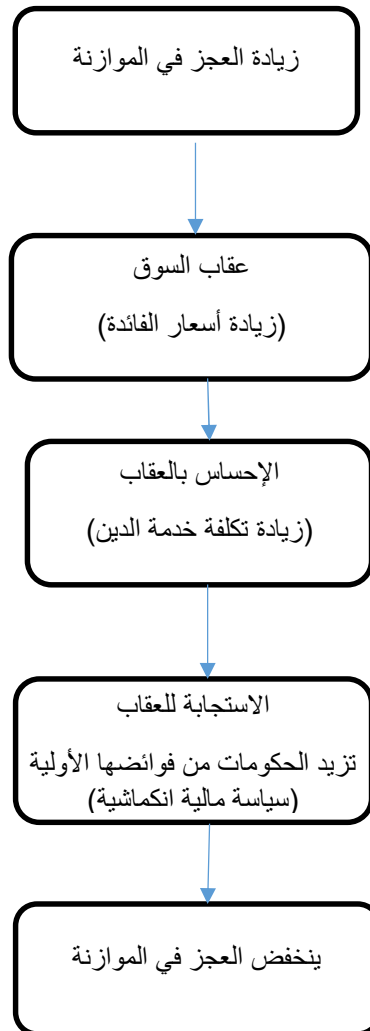 زيادة العجز في الموازنة
عقاب السوق
(زيادة أسعار الفائدة)
الإحساس بالعقاب
(زيادة تكلفة خدمة الدين)
الاستجابة للعقاب
تزيد الحكومات من فوائضها الأولية
(سياسة مالية انكماشية)
ينخفض العجز في الموازنة